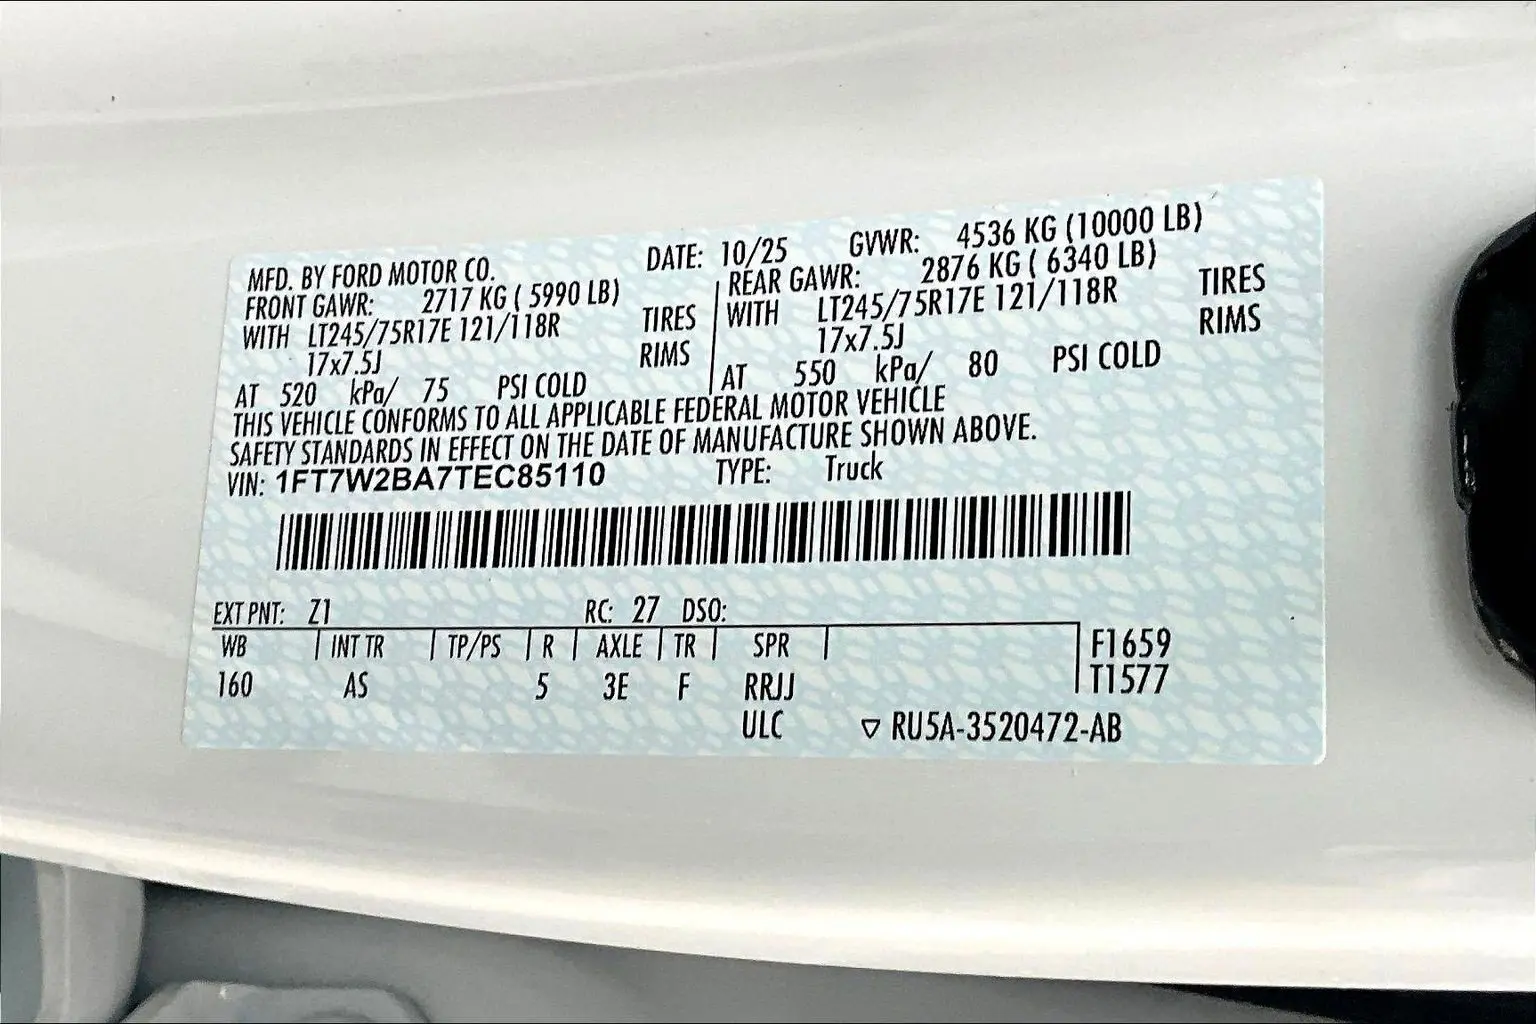 MFD. BY FORD MOTOR CO. DATE: 10/25 GVWR: 4536 KG (10000 LB)
FRONT GAWR: 2717 KG ( 5990 LB) REAR GAWR: 2876 KG ( 6340 LB)
WITH LT245/75R17E 121/118R TIRES WITH LT245/75R17E 121/118R TIRES
17x7.5J RIMS 17x7.5J RIMS
AT 520 kPa/ 75 PSI COLD AT 550 kPa/ 80 PSI COLD
THIS VEHICLE CONFORMS TO ALL APPLICABLE FEDERAL MOTOR VEHICLE
SAFETY STANDARDS IN EFFECT ON THE DATE OF MANUFACTURE SHOWN ABOVE.
VIN: 1FT7W2BA7TEC85110 TYPE: Truck
EXT PNT: Z1 RC: 27 DSO:
WB INT TR TP/PS R AXLE TR SPR F1659
160 AS 5 3E F RRJJ T1577
ULC ▽ RU5A-3520472-AB